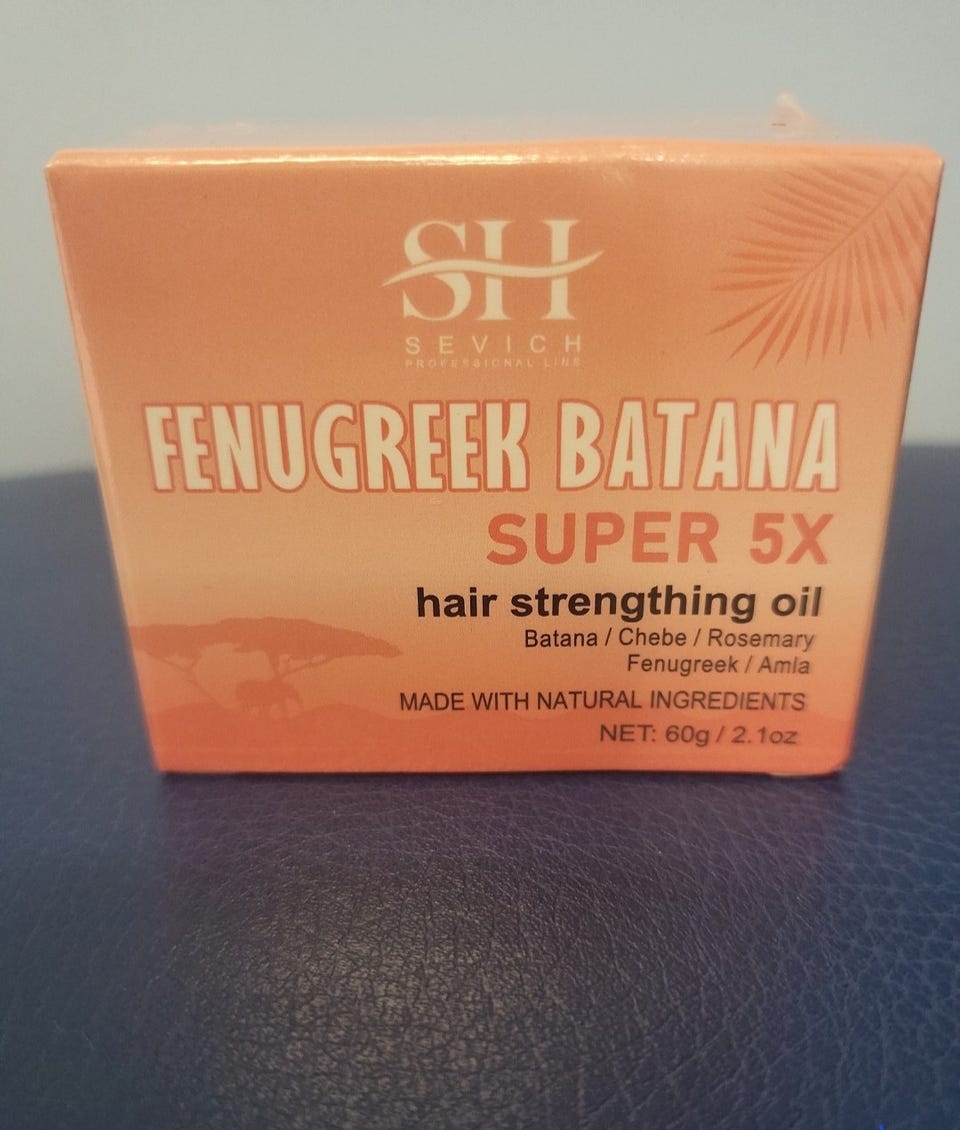 SH
SEVICH
PROFESSIONAL LINE
FENUGREEK BATANA
SUPER 5X
hair strengthing oil
Batana / Chebe / Rosemary
Fenugreek / Amla
MADE WITH NATURAL INGREDIENTS
NET: 60g / 2.1oz